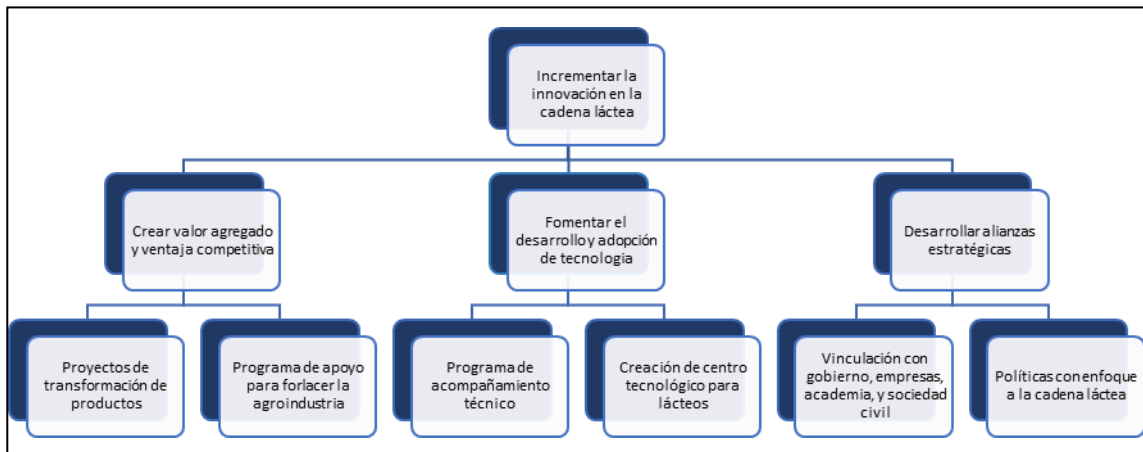 Incrementar la
innovación en la
cadena láctea
Crear valor agregado
y ventaja competitiva
Fomentar el
desarrollo y adopción
de tecnologia
Desarrollar alianzas
estratégicas
Proyectos de
transformación de
productos
Programa de apoyo
para forlacer la
agroindustria
Programa de
acompañamiento
técnico
Creación de centro
tecnológico para
lácteos
Vinculación con
gobierno, empresas,
academia, y sociedad
civil
Políticas con enfoque
a la cadena láctea